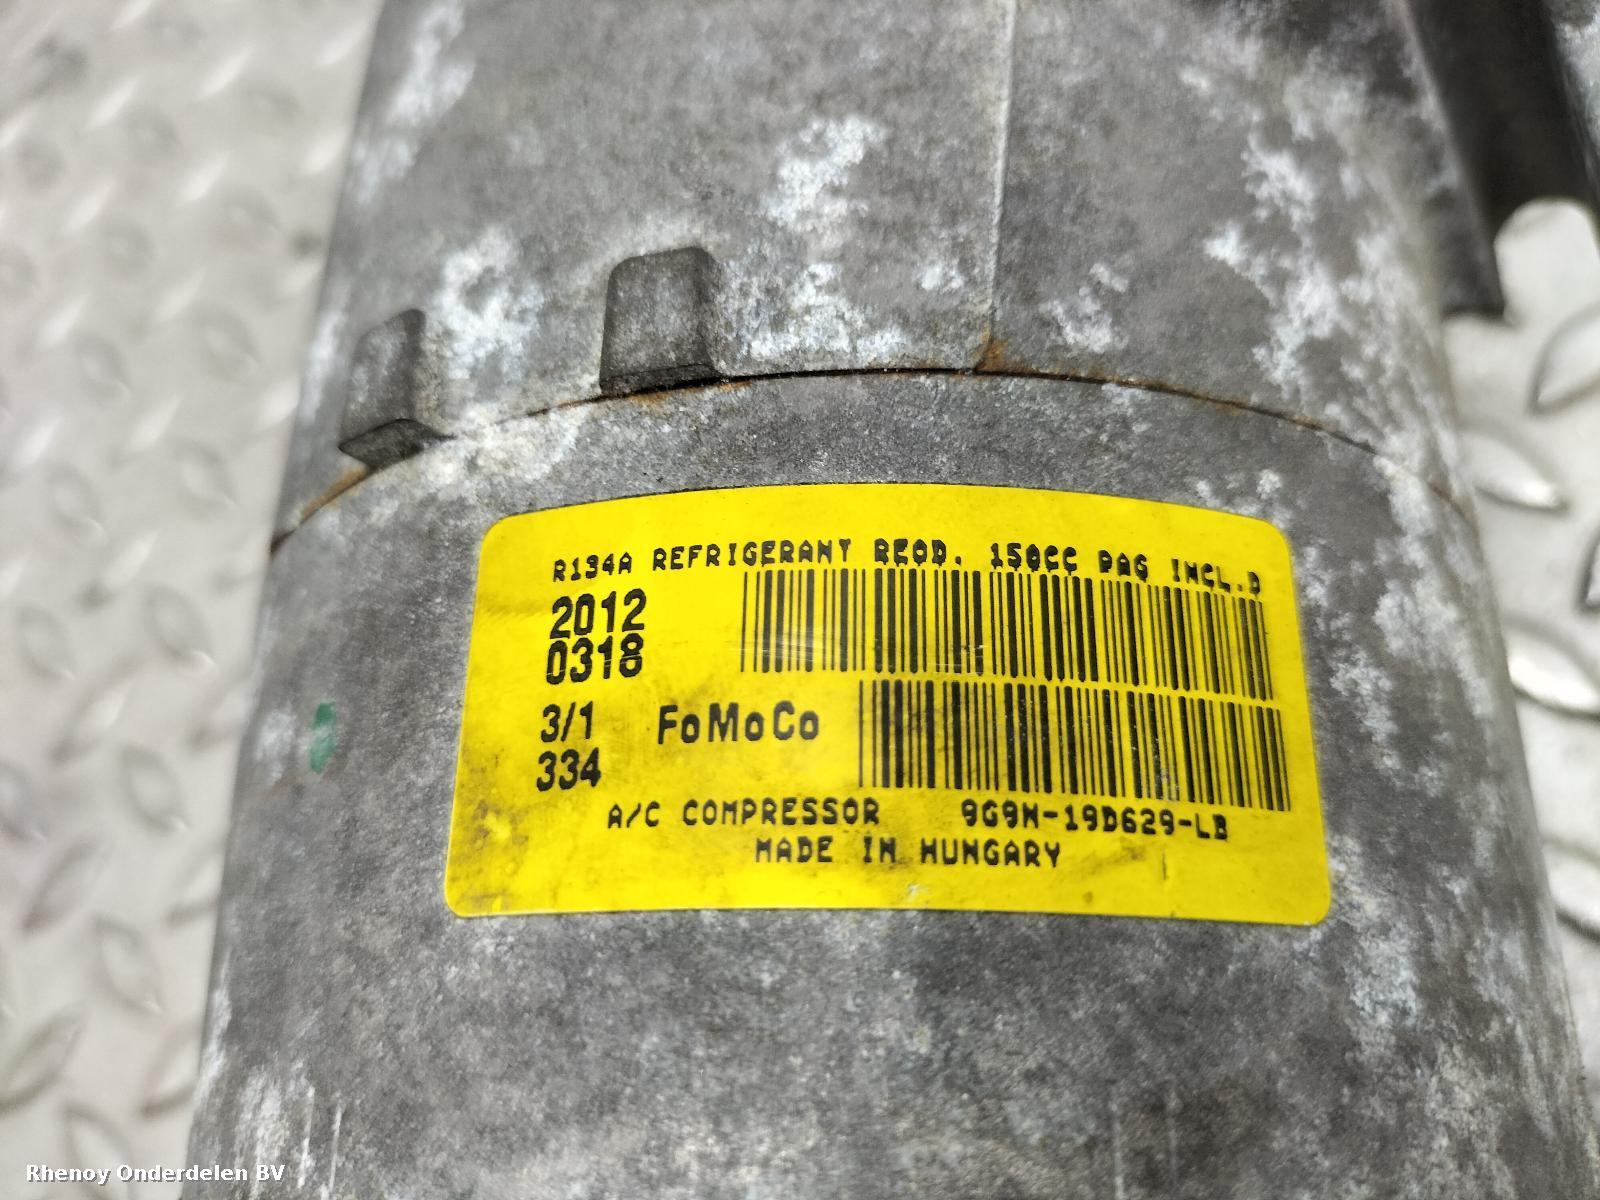 R134A REFRIGERANT REQD. 150CC PAG INCL.D
2012
0318
3/1
334
FoMoCo
A/C COMPRESSOR 9G9N-19D629-LB
MADE IN HUNGARY
Rhenoy Onderdelen BV